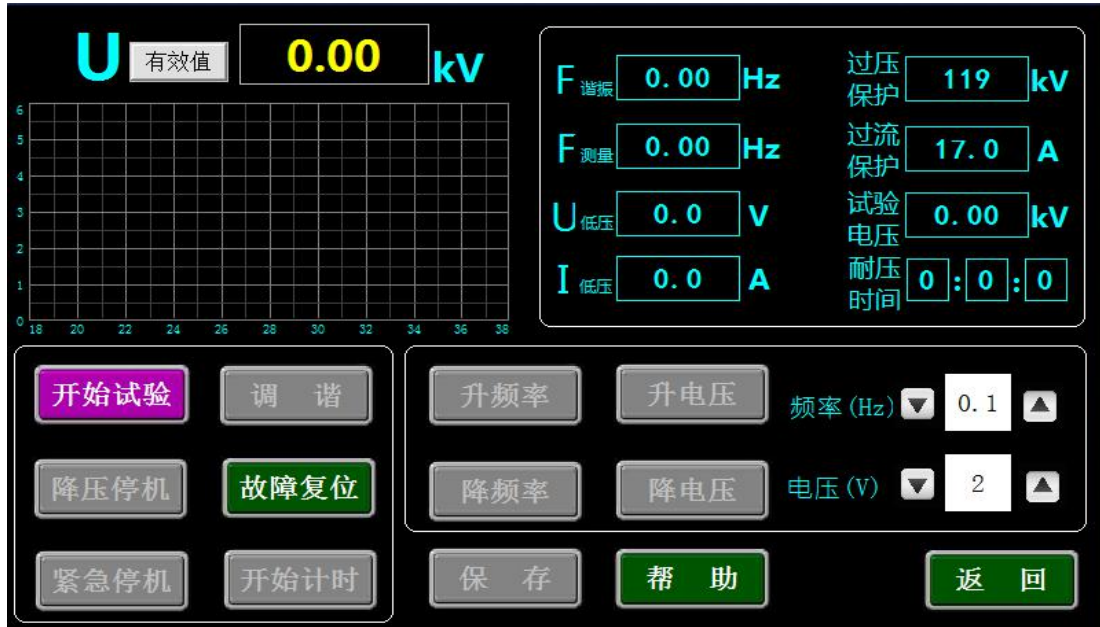 U 有效值 0.00 kV
6
5
4
3
2
1
0
18 20 22 24 26 28 30 32 34 36 38
F谐振 0.00 Hz
过压保护 119 kV
F测量 0.00 Hz
过流保护 17.0 A
U低压 0.0 V
试验电压 0.00 kV
I低压 0.0 A
耐压时间 0:0:0
开始试验 调谐
降压停机 故障复位
紧急停机 开始计时
升频率 升电压 频率(Hz) 0.1
降频率 降电压 电压(V) 2
保存 帮助 返回